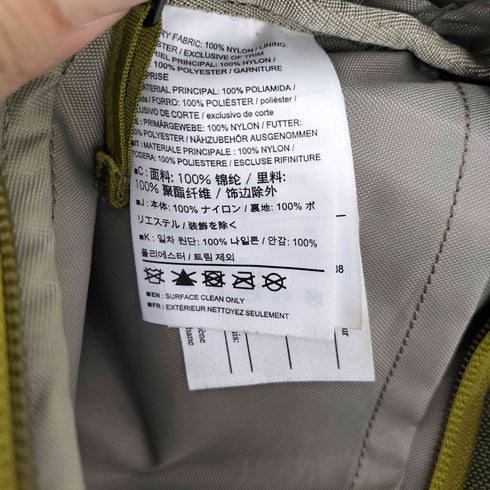 RY FABRIC: 100% NYLON / LINING:
ESTER / EXCLUSIVE OF TRIM
RIEL PRINCIPAL: 100% NYLON /
100% POLYESTER / GARNITURE
PRISE
MATERIAL PRINCIPAL: 100% POLIAMIDA /
/ FORRO: 100% POLIÉSTER / poliéster /
EXCLUSIVO DE CORTE / exclusivo de corte
E : PRIMÄRGEWEBE: 100% NYLON / FUTTER:
0% POLYESTER / NÄHZUBEHÖR AUSGENOMMEN
IT : MATERIALE PRINCIPALE: 100% NYLON /
FODERA: 100% POLIESTERE / ESCLUSE RIFINITURE
■C : 面料: 100% 锦纶 / 里料:
100% 聚酯纤维 / 饰边除外
■J : 本体: 100% ナイロン / 裏地: 100% ポ
リエステル / 装飾を除く
■K : 일차 원단: 100% 나일론 / 안감: 100%
폴리에스터 / 트림 제외
08
■EN : SURFACE CLEAN ONLY
■FR : EXTÉRIEUR NETTOYEZ SEULEMENT